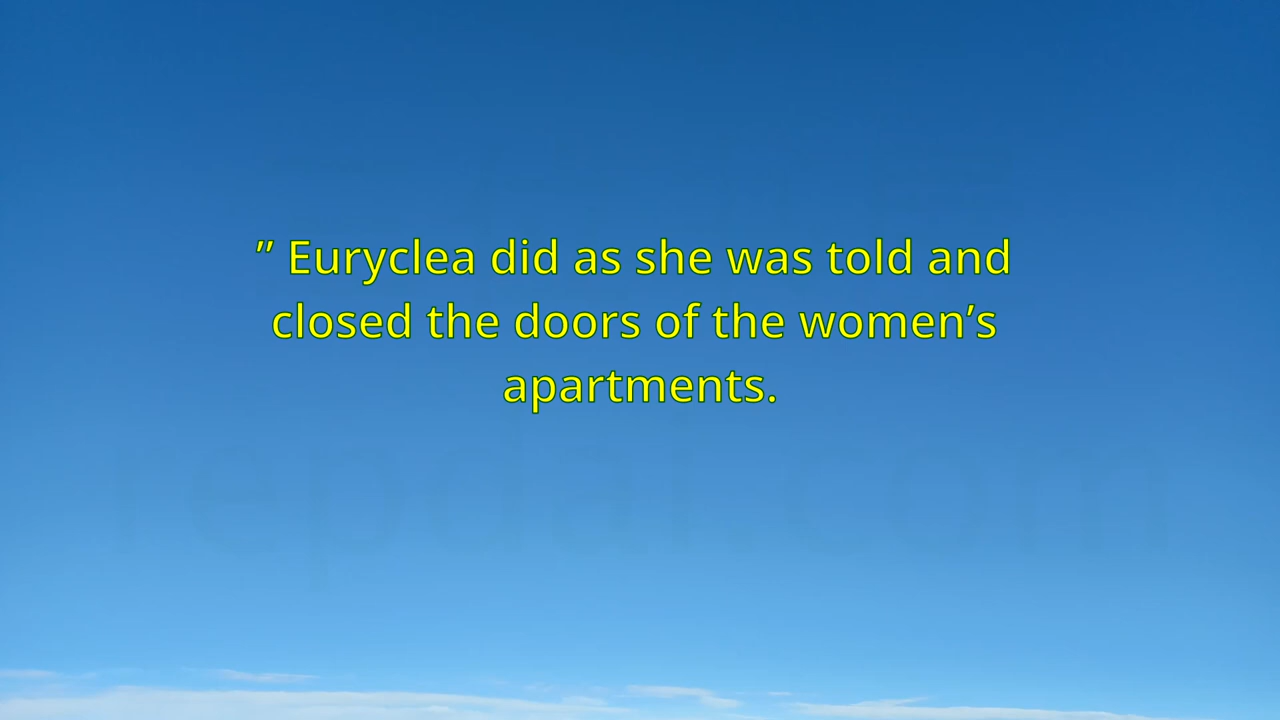 ” Euryclea did as she was told and
closed the doors of the women’s
apartments.